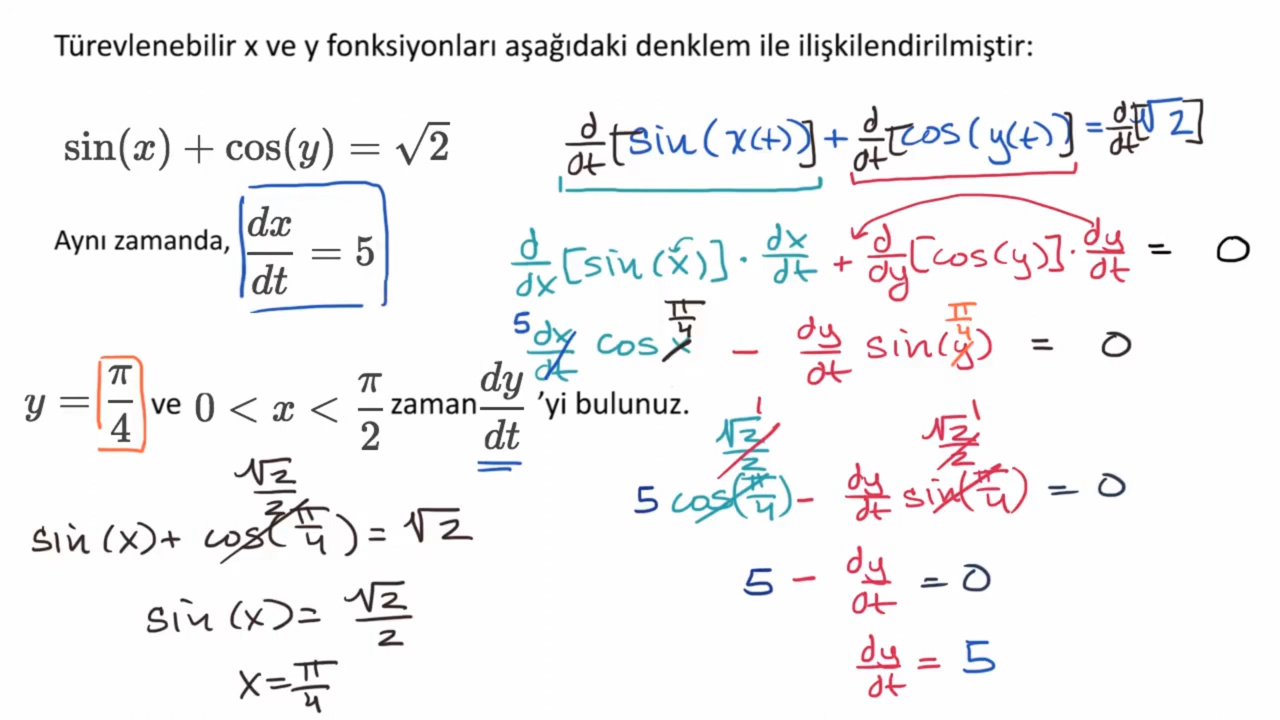 Türevlenebilir x ve y fonksiyonları aşağıdaki denklem ile ilişkilendirilmiştir:
sin(x) + cos(y) = √2
Aynı zamanda, dx/dt = 5
y = π/4 ve 0 < x < π/2 zaman dy/dt 'yi bulunuz.
sin(x) + cos(π/4) = √2
√2/2
sin(x) = √2/2
x = π/4
d/dt [sin(x(t))] + d/dt [cos(y(t))] = d/dt [√2]
d/dx [sin(x)] · dx/dt + d/dy [cos(y)] · dy/dt = 0
5 π/4 π/4
dx/dt cos x − dy/dt sin(y) = 0
√2/2 1 √2/2 1
5 cos(π/4) − dy/dt sin(π/4) = 0
5 − dy/dt = 0
dy/dt = 5